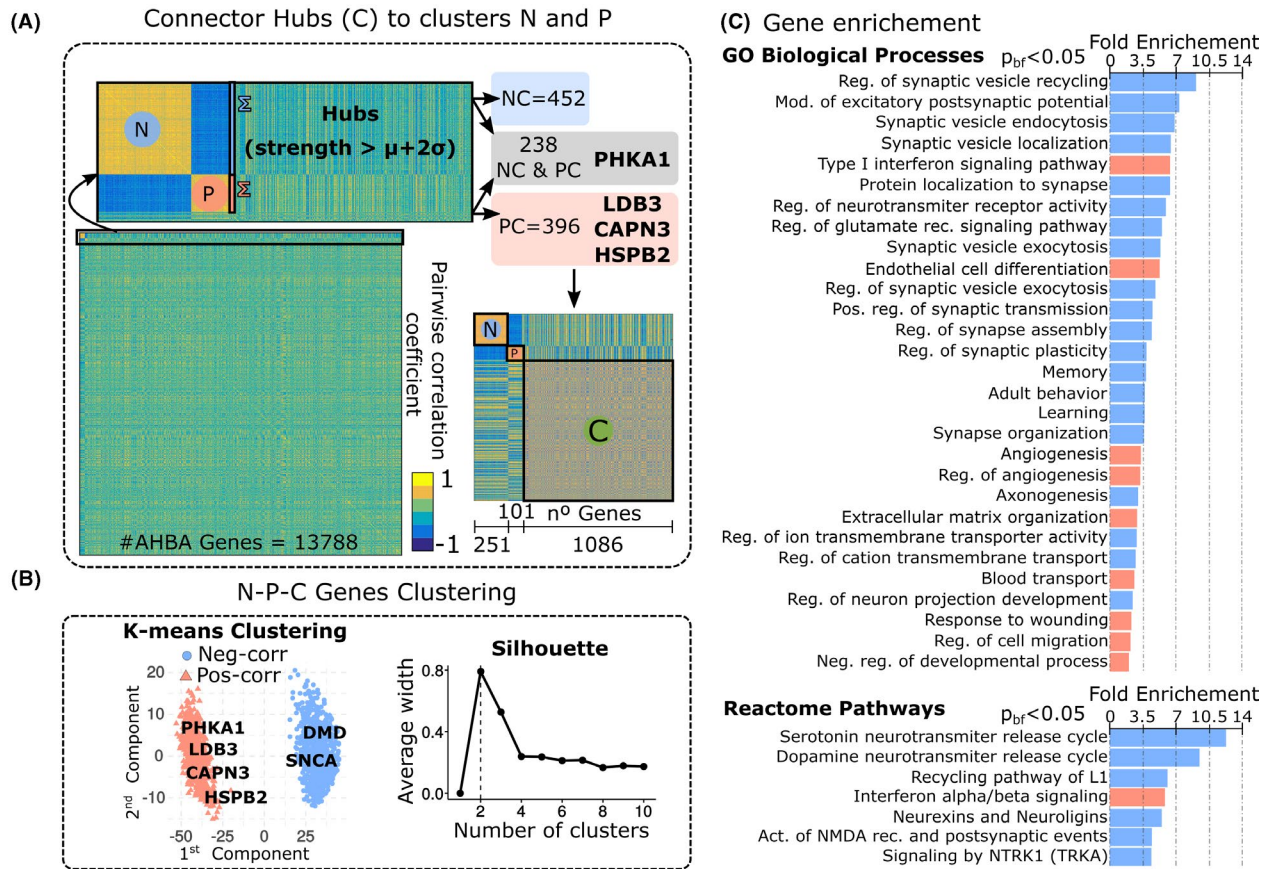 (A)
Connector Hubs (C) to clusters N and P
N
P
Σ
Σ
Hubs
(strength > μ+2σ)
NC=452
238
NC & PC
PHKA1
PC=396
LDB3
CAPN3
HSPB2
#AHBA Genes = 13788
Pairwise correlation
coefficient
1
-1
N
P
C
101
nº Genes
251
1086
(B)
N-P-C Genes Clustering
K-means Clustering
Neg-corr
Pos-corr
2nd Component
20
10
0
-10
PHKA1
LDB3
CAPN3
HSPB2
DMD
SNCA
-50
-25
0
25
1st Component
Silhouette
Average width
0.8
0.4
0.0
2
4
6
8
10
Number of clusters
(C)
Gene enrichement
GO Biological Processes
pbf<0.05
Fold Enrichement
0 3.5 7 10.5 14
Reg. of synaptic vesicle recycling
Mod. of excitatory postsynaptic potential
Synaptic vesicle endocytosis
Synaptic vesicle localization
Type I interferon signaling pathway
Protein localization to synapse
Reg. of neurotransmiter receptor activity
Reg. of glutamate rec. signaling pathway
Synaptic vesicle exocytosis
Endothelial cell differentiation
Reg. of synaptic vesicle exocytosis
Pos. reg. of synaptic transmission
Reg. of synapse assembly
Reg. of synaptic plasticity
Memory
Adult behavior
Learning
Synapse organization
Angiogenesis
Reg. of angiogenesis
Axonogenesis
Extracellular matrix organization
Reg. of ion transmembrane transporter activity
Reg. of cation transmembrane transport
Blood transport
Reg. of neuron projection development
Response to wounding
Reg. of cell migration
Neg. reg. of developmental process
Reactome Pathways
pbf<0.05
Fold Enrichement
0 3.5 7 10.5 14
Serotonin neurotransmiter release cycle
Dopamine neurotransmiter release cycle
Recycling pathway of L1
Interferon alpha/beta signaling
Neurexins and Neuroligins
Act. of NMDA rec. and postsynaptic events
Signaling by NTRK1 (TRKA)